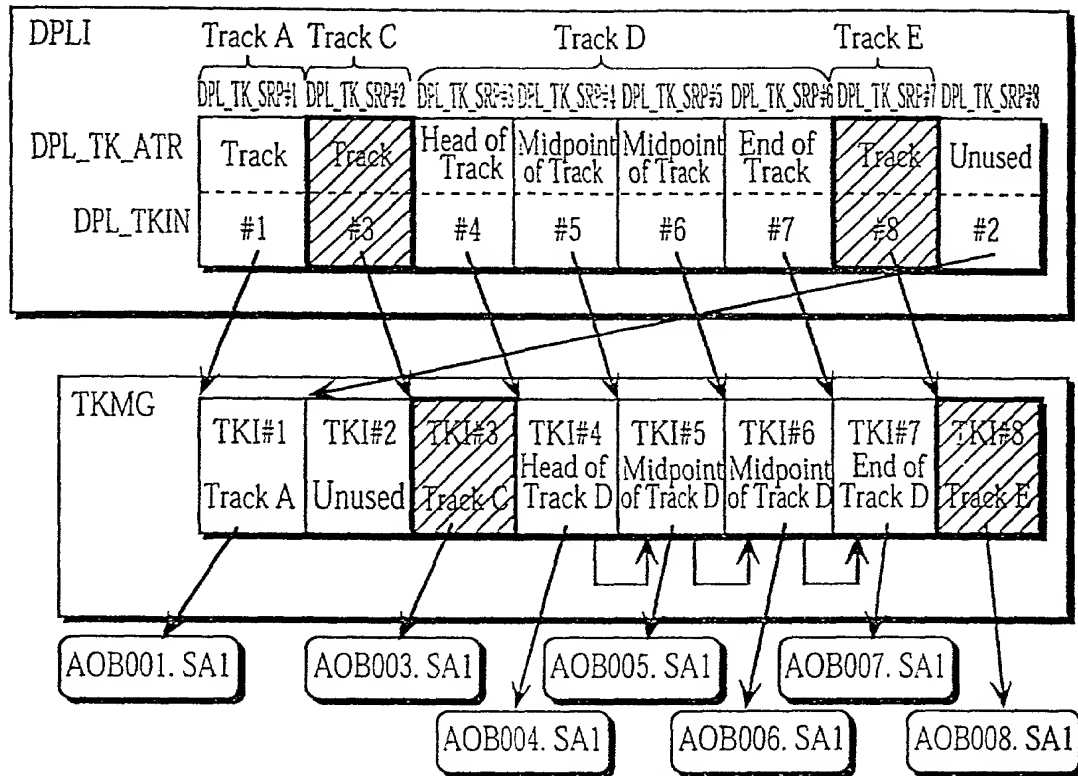 DPLI
Track A Track C Track D Track E
DPL_TK_SRP#1 DPL_TK_SRP#2 DPL_TK_SRP#3 DPL_TK_SRP#4 DPL_TK_SRP#5 DPL_TK_SRP#6 DPL_TK_SRP#7 DPL_TK_SRP#8
DPL_TK_ATR
Track
Track
Head of
Track
Midpoint
of Track
Midpoint
of Track
End of
Track
Track
Unused
DPL_TKIN
#1 #3 #4 #5 #6 #7 #8 #2
TKMG
TKI#1
Track A
TKI#2
Unused
TKI#3
Track C
TKI#4
Head of
Track D
TKI#5
Midpoint
of Track D
TKI#6
Midpoint
of Track D
TKI#7
End of
Track D
TKI#8
Track E
AOB001. SA1 AOB003. SA1 AOB005. SA1 AOB007. SA1
AOB004. SA1 AOB006. SA1 AOB008. SA1